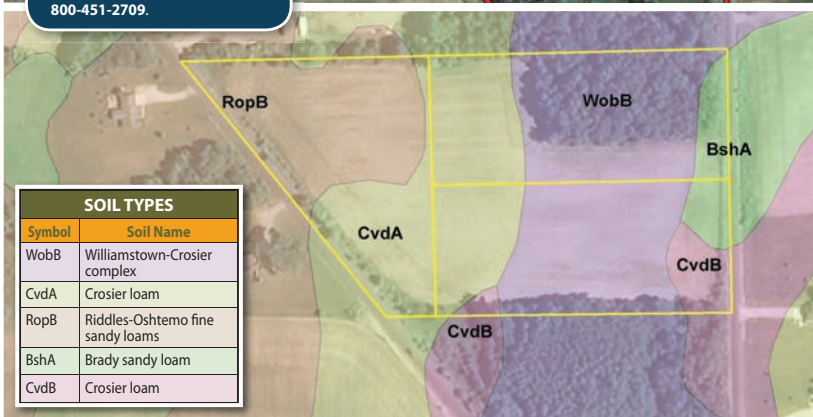 800-451-2709.
RopB
WobB
BshA
CvdA
CvdB
CvdB
SOIL TYPES
Symbol Soil Name
WobB Williamstown-Crosier
complex
CvdA Crosier loam
RopB Riddles-Oshtemo fine
sandy loams
BshA Brady sandy loam
CvdB Crosier loam